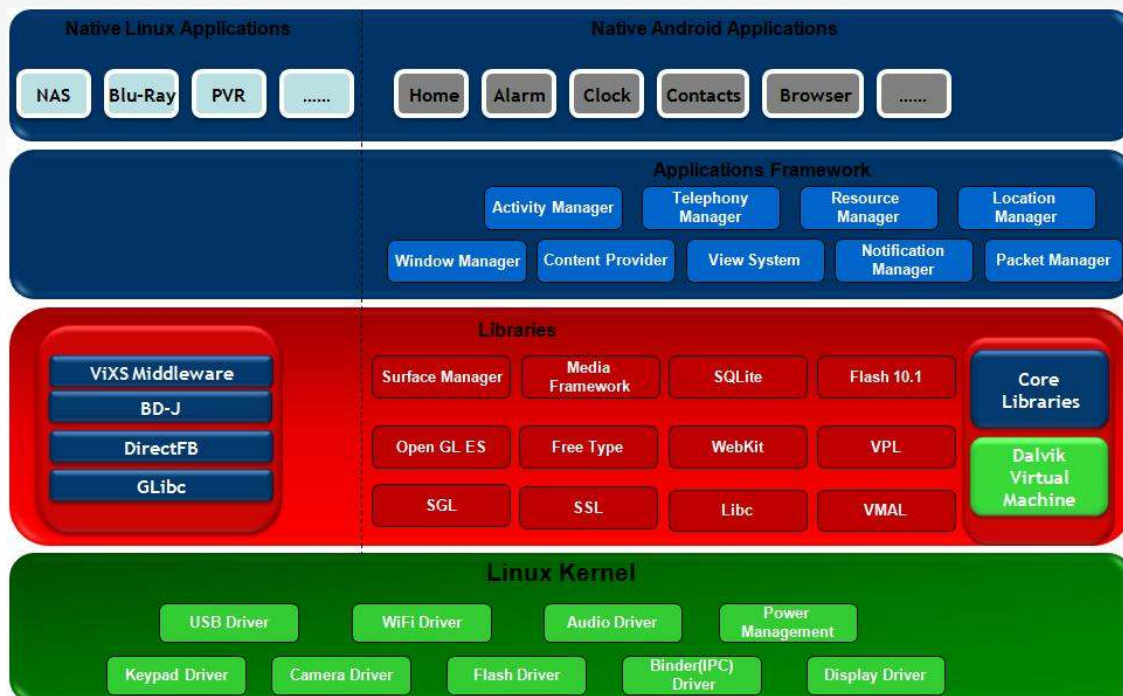 Native Linux Applications
Native Android Applications
NAS
Blu-Ray
PVR
......
Home
Alarm
Clock
Contacts
Browser
......
Applications Framework
Activity Manager
Telephony
Manager
Resource
Manager
Location
Manager
Window Manager
Content Provider
View System
Notification
Manager
Packet Manager
Libraries
ViXS Middleware
BD-J
DirectFB
GLibc
Surface Manager
Media
Framework
SQLite
Flash 10.1
Open GL ES
Free Type
WebKit
VPL
SGL
SSL
Libc
VMAL
Core
Libraries
Dalvik
Virtual
Machine
Linux Kernel
USB Driver
WiFi Driver
Audio Driver
Power
Management
Keypad Driver
Camera Driver
Flash Driver
Binder(IPC)
Driver
Display Driver